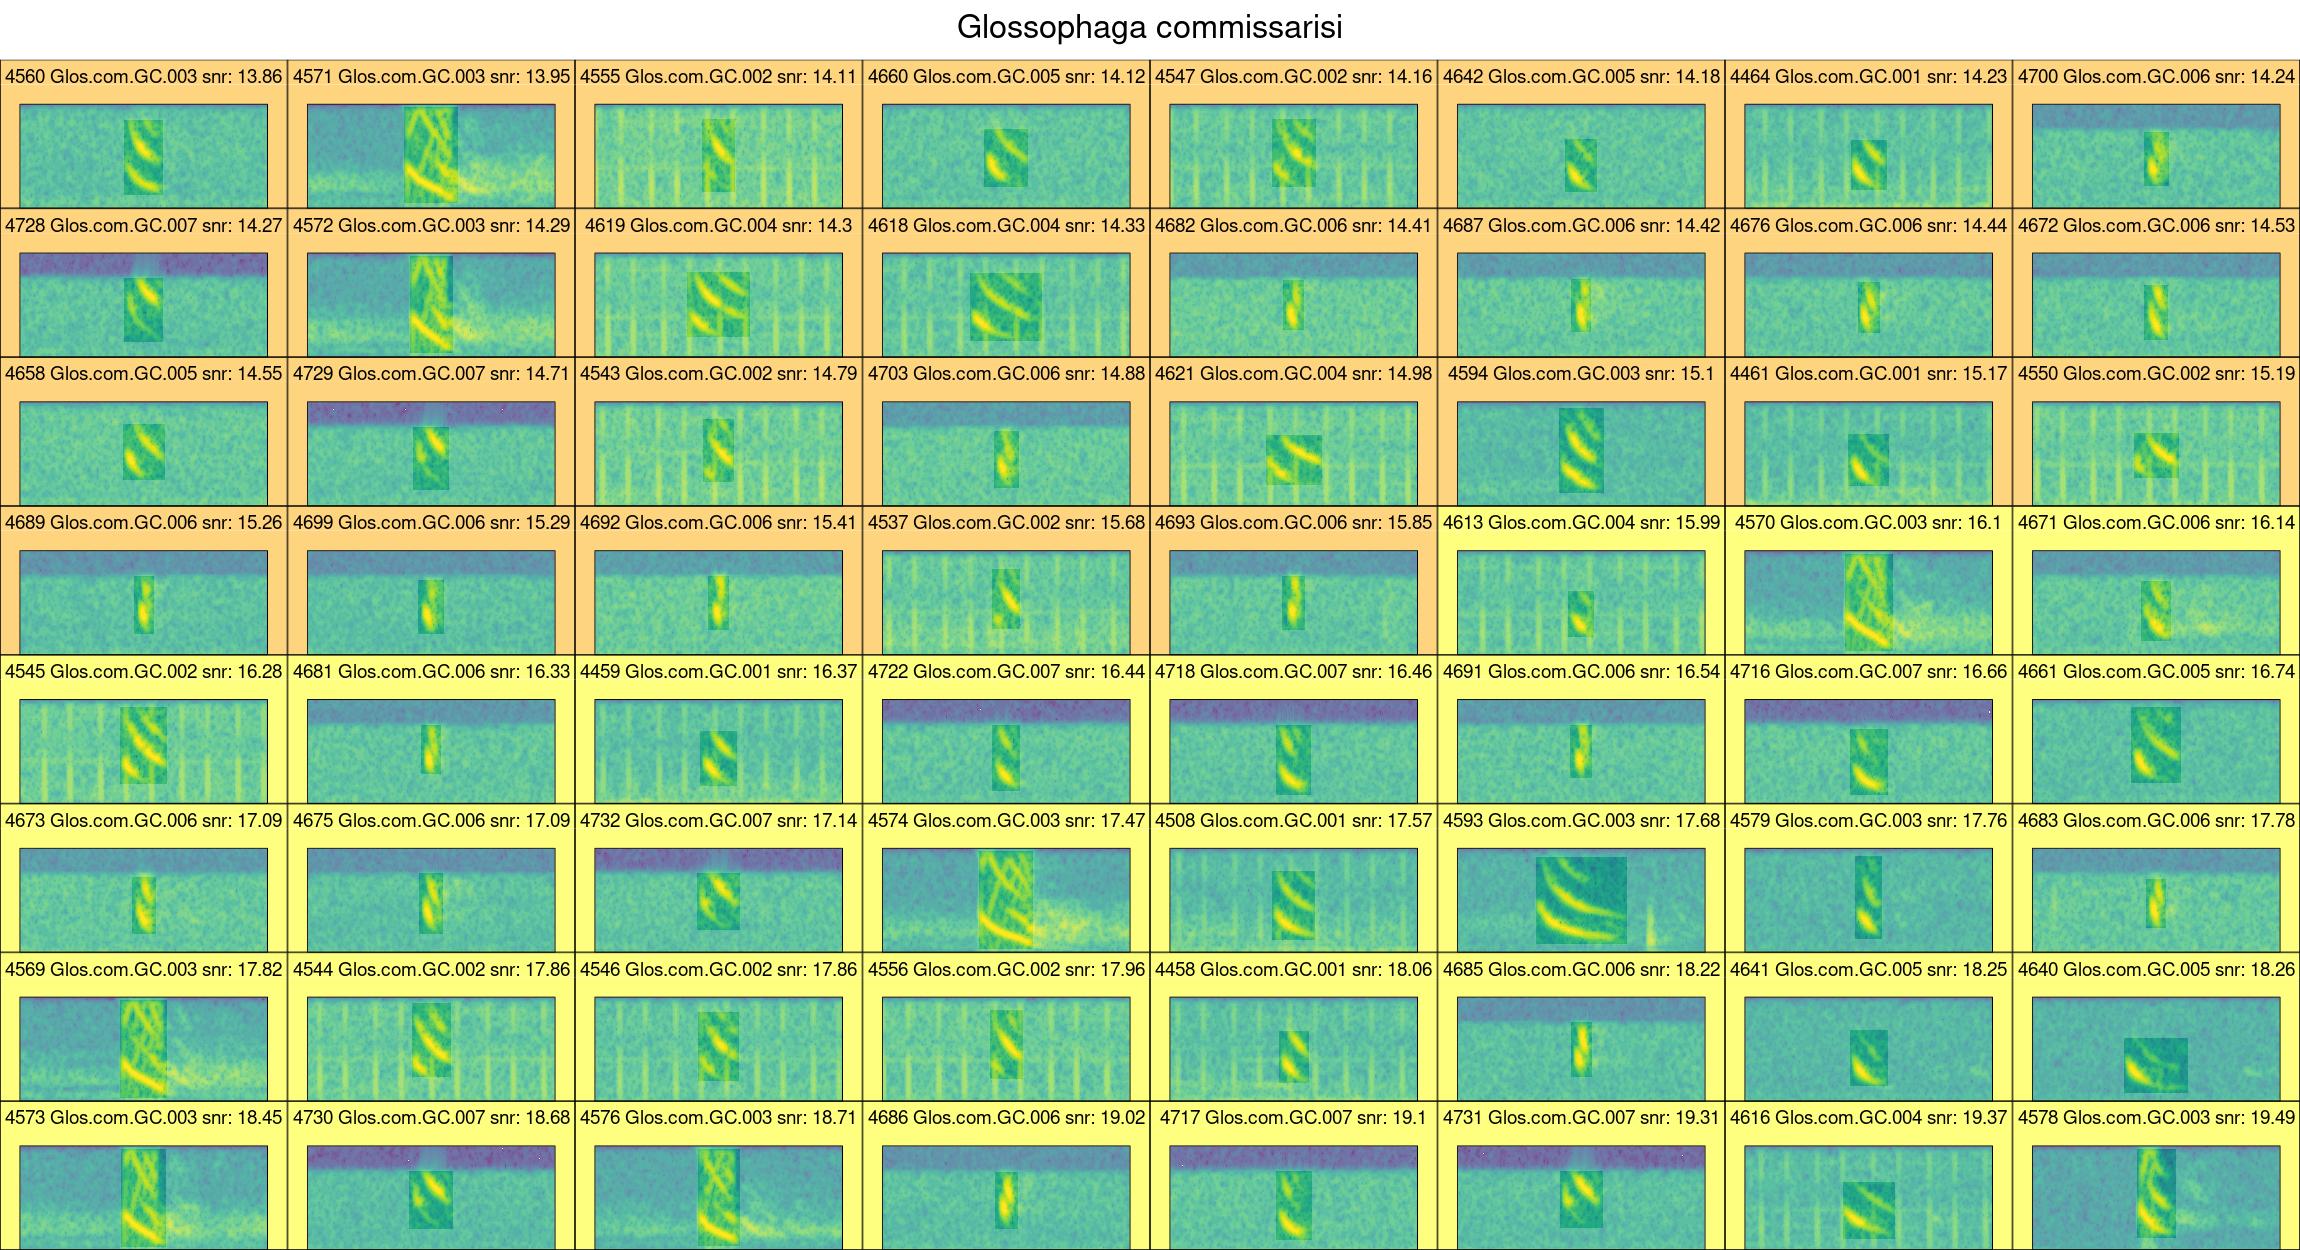 Glossophaga commissarisi
4560 Glos.com.GC.003 snr: 13.86
4571 Glos.com.GC.003 snr: 13.95
4555 Glos.com.GC.002 snr: 14.11
4660 Glos.com.GC.005 snr: 14.12
4547 Glos.com.GC.002 snr: 14.16
4642 Glos.com.GC.005 snr: 14.18
4464 Glos.com.GC.001 snr: 14.23
4700 Glos.com.GC.006 snr: 14.24
4728 Glos.com.GC.007 snr: 14.27
4572 Glos.com.GC.003 snr: 14.29
4619 Glos.com.GC.004 snr: 14.3
4618 Glos.com.GC.004 snr: 14.33
4682 Glos.com.GC.006 snr: 14.41
4687 Glos.com.GC.006 snr: 14.42
4676 Glos.com.GC.006 snr: 14.44
4672 Glos.com.GC.006 snr: 14.53
4658 Glos.com.GC.005 snr: 14.55
4729 Glos.com.GC.007 snr: 14.71
4543 Glos.com.GC.002 snr: 14.79
4703 Glos.com.GC.006 snr: 14.88
4621 Glos.com.GC.004 snr: 14.98
4594 Glos.com.GC.003 snr: 15.1
4461 Glos.com.GC.001 snr: 15.17
4550 Glos.com.GC.002 snr: 15.19
4689 Glos.com.GC.006 snr: 15.26
4699 Glos.com.GC.006 snr: 15.29
4692 Glos.com.GC.006 snr: 15.41
4537 Glos.com.GC.002 snr: 15.68
4693 Glos.com.GC.006 snr: 15.85
4613 Glos.com.GC.004 snr: 15.99
4570 Glos.com.GC.003 snr: 16.1
4671 Glos.com.GC.006 snr: 16.14
4545 Glos.com.GC.002 snr: 16.28
4681 Glos.com.GC.006 snr: 16.33
4459 Glos.com.GC.001 snr: 16.37
4722 Glos.com.GC.007 snr: 16.44
4718 Glos.com.GC.007 snr: 16.46
4691 Glos.com.GC.006 snr: 16.54
4716 Glos.com.GC.007 snr: 16.66
4661 Glos.com.GC.005 snr: 16.74
4673 Glos.com.GC.006 snr: 17.09
4675 Glos.com.GC.006 snr: 17.09
4732 Glos.com.GC.007 snr: 17.14
4574 Glos.com.GC.003 snr: 17.47
4508 Glos.com.GC.001 snr: 17.57
4593 Glos.com.GC.003 snr: 17.68
4579 Glos.com.GC.003 snr: 17.76
4683 Glos.com.GC.006 snr: 17.78
4569 Glos.com.GC.003 snr: 17.82
4544 Glos.com.GC.002 snr: 17.86
4546 Glos.com.GC.002 snr: 17.86
4556 Glos.com.GC.002 snr: 17.96
4458 Glos.com.GC.001 snr: 18.06
4685 Glos.com.GC.006 snr: 18.22
4641 Glos.com.GC.005 snr: 18.25
4640 Glos.com.GC.005 snr: 18.26
4573 Glos.com.GC.003 snr: 18.45
4730 Glos.com.GC.007 snr: 18.68
4576 Glos.com.GC.003 snr: 18.71
4686 Glos.com.GC.006 snr: 19.02
4717 Glos.com.GC.007 snr: 19.1
4731 Glos.com.GC.007 snr: 19.31
4616 Glos.com.GC.004 snr: 19.37
4578 Glos.com.GC.003 snr: 19.49